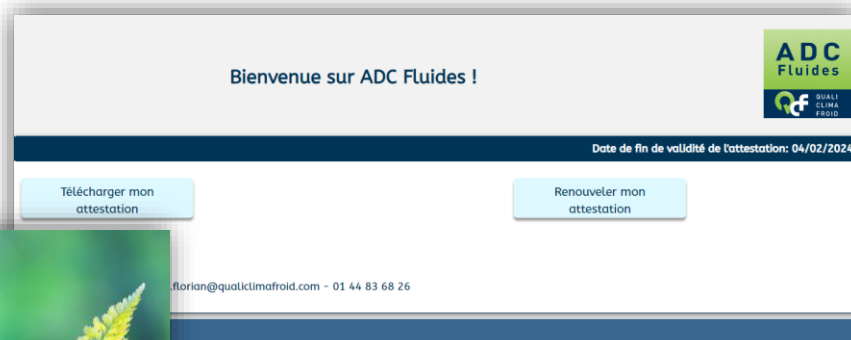 Bienvenue sur ADC Fluides !
ADC
Fluides
QUALI
CLIMA
FROID
Date de fin de validité de l'attestation: 04/02/2024
Télécharger mon
attestation
Renouveler mon
attestation
.florian@qualiclimafroid.com - 01 44 83 68 26